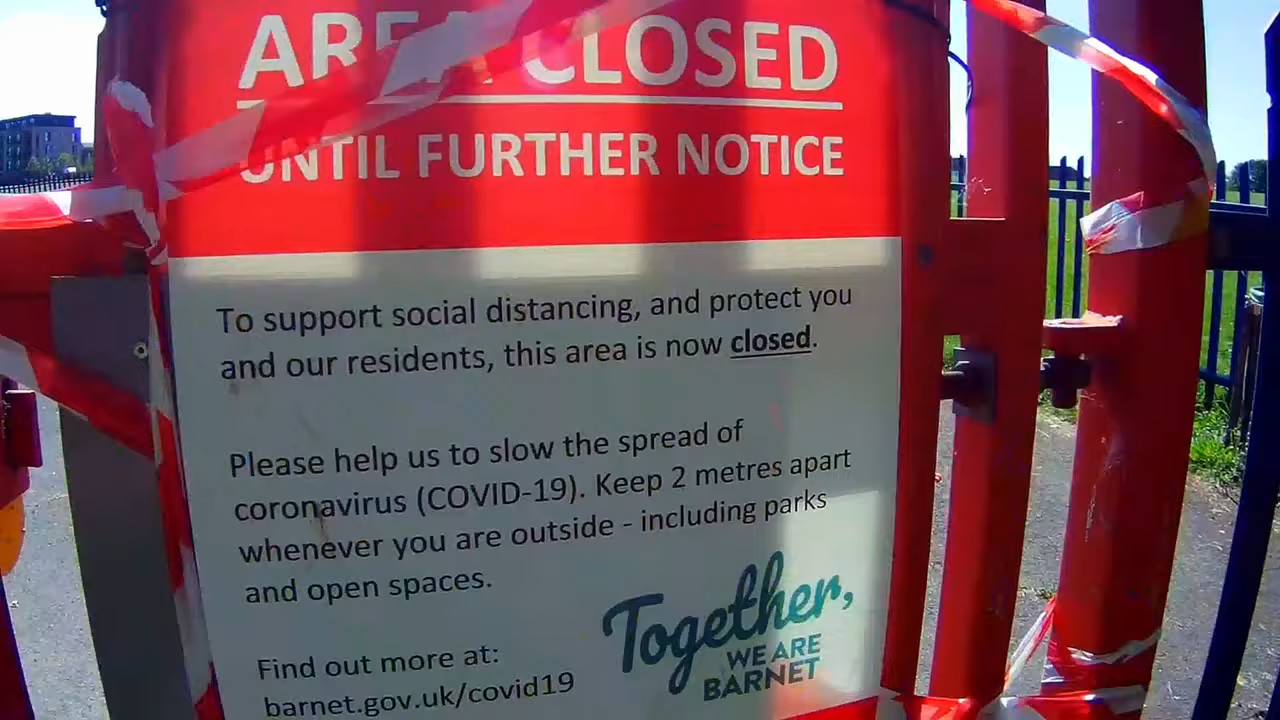 AREA CLOSED
UNTIL FURTHER NOTICE
To support social distancing, and protect you
and our residents, this area is now closed.
Please help us to slow the spread of
coronavirus (COVID-19). Keep 2 metres apart
whenever you are outside - including parks
and open spaces.
Find out more at:
barnet.gov.uk/covid19
Together,
WE ARE
BARNET